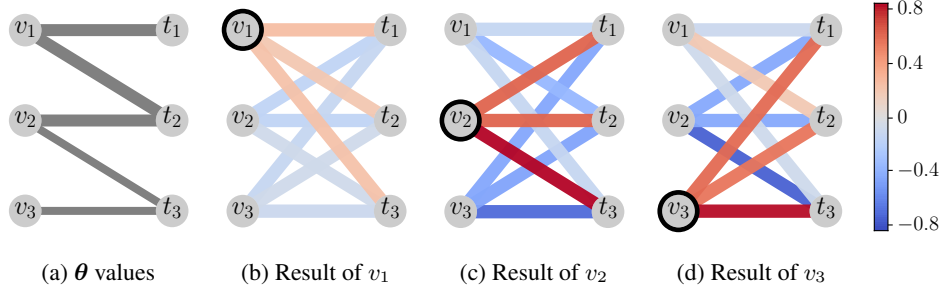 v₁ t₁ v₁ t₁ v₁ t₁ v₁ t₁ 0.8
0.4
v₂ t₂ v₂ t₂ v₂ t₂ v₂ t₂ 0
−0.4
v₃ t₃ v₃ t₃ v₃ t₃ v₃ t₃ −0.8
(a) θ values (b) Result of v₁ (c) Result of v₂ (d) Result of v₃